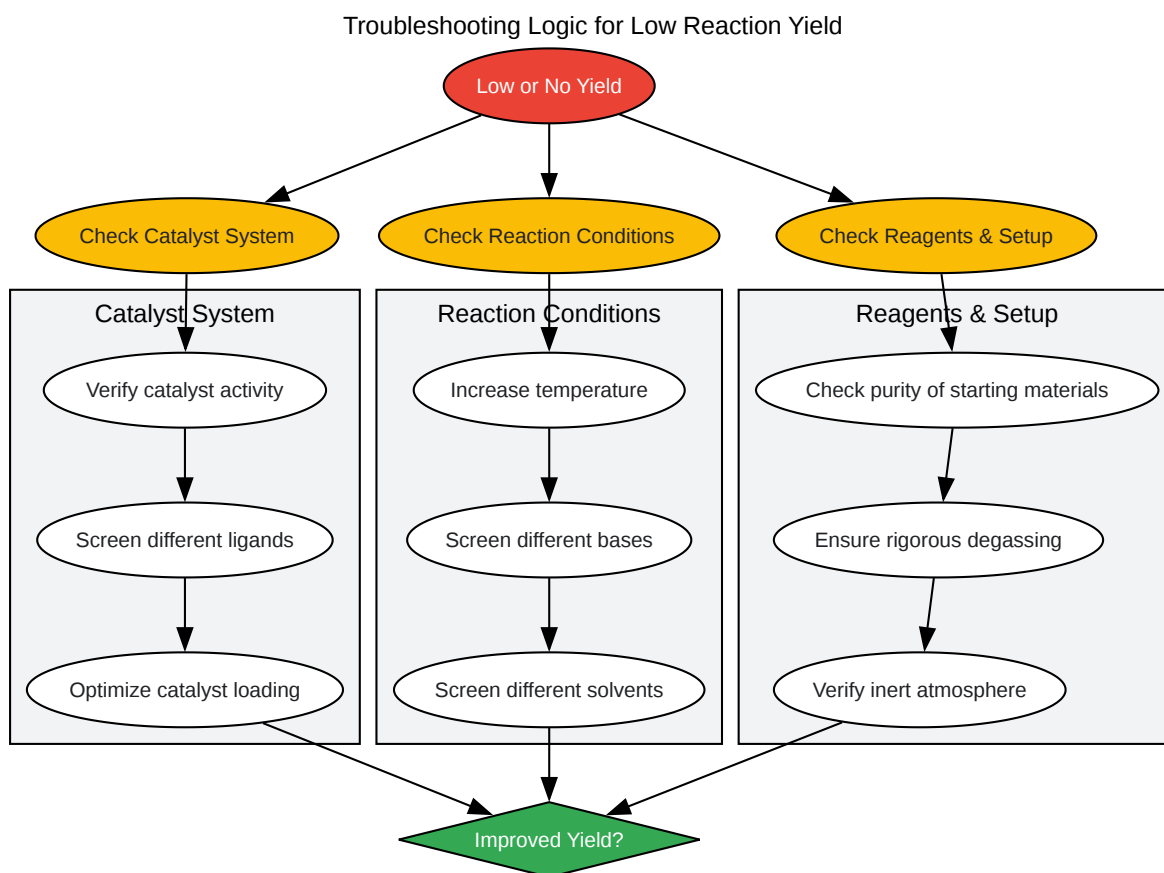 Troubleshooting Logic for Low Reaction Yield
Low or No Yield
Check Catalyst System
Check Reaction Conditions
Check Reagents & Setup
Catalyst System
Reaction Conditions
Reagents & Setup
Verify catalyst activity
Increase temperature
Check purity of starting materials
Screen different ligands
Screen different bases
Ensure rigorous degassing
Optimize catalyst loading
Screen different solvents
Verify inert atmosphere
Improved Yield?